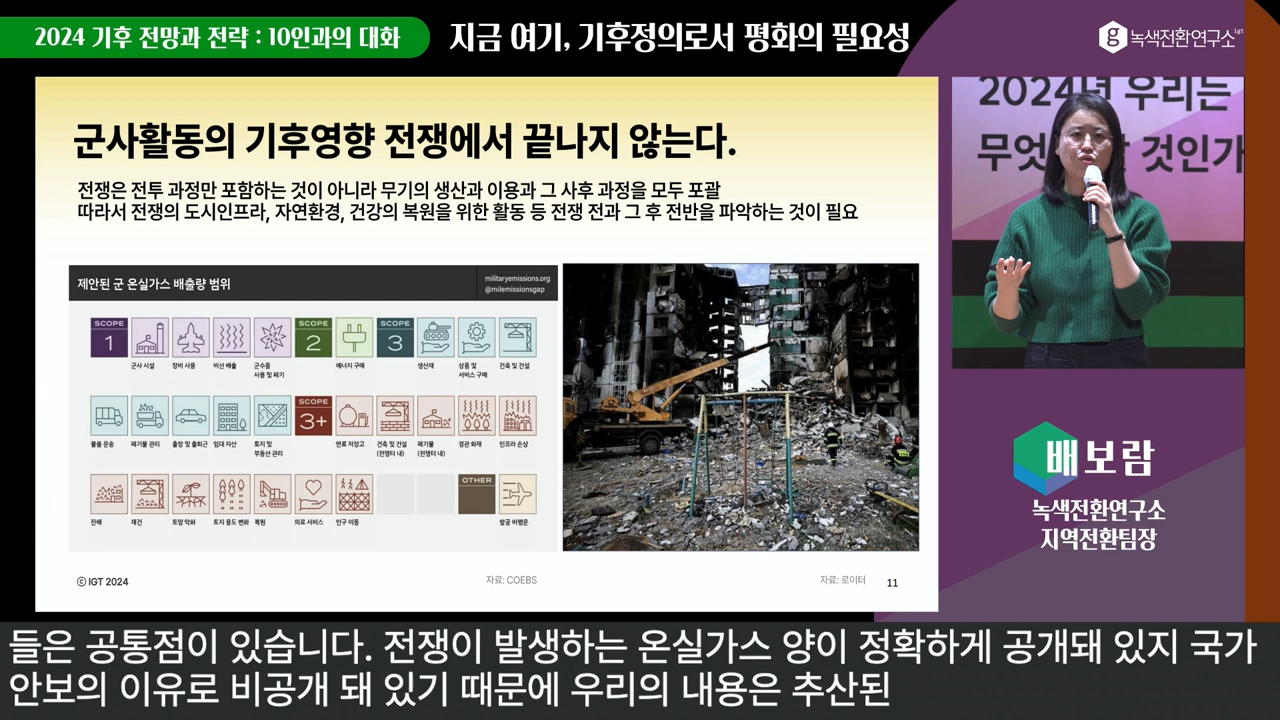 2024 기후 전망과 전략 : 10인과의 대화
지금 여기, 기후정의로서 평화의 필요성
g 녹색전환연구소 igt
군사활동의 기후영향 전쟁에서 끝나지 않는다.
전쟁은 전투 과정만 포함하는 것이 아니라 무기의 생산과 이용과 그 사후 과정을 모두 포괄
따라서 전쟁의 도시인프라, 자연환경, 건강의 복원을 위한 활동 등 전쟁 전과 그 후 전반을 파악하는 것이 필요
제안된 군 온실가스 배출량 범위
militaryemissions.org
@milemissionsgap
SCOPE 1
군사 시설
장비 사용
비산 배출
군수품
사용 및 폐기
SCOPE 2
에너지 구매
SCOPE 3
생산재
상품 및
서비스 구매
건축 및 건설
물품 운송
폐기물 관리
출장 및 출퇴근
임대 자산
토지 및
부동산 관리
SCOPE 3+
연료 저장고
건축 및 건설
(전쟁터 내)
폐기물
(전쟁터 내)
경관 화재
인프라 손상
잔해
재건
토양 악화
토지 용도 변화
복원
의료 서비스
인구 이동
OTHER
항공 비행운
ⓒ IGT 2024
자료: COEBS
자료: 로이터
11
2024년 우리는
무엇
것인가
배보람
녹색전환연구소
지역전환팀장
들은 공통점이 있습니다. 전쟁이 발생하는 온실가스 양이 정확하게 공개돼 있지 국가
안보의 이유로 비공개 돼 있기 때문에 우리의 내용은 추산된